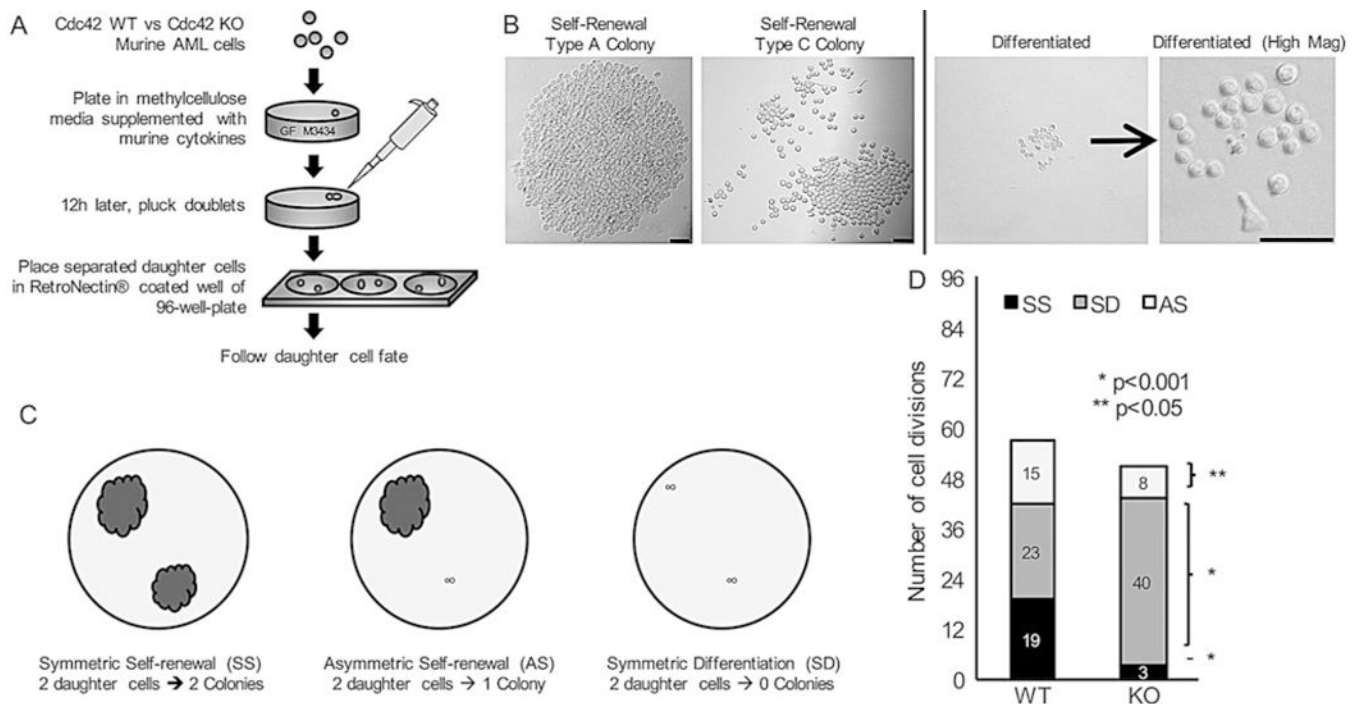 A
Cdc42 WT vs Cdc42 KO
Murine AML cells
Plate in methylcellulose
media supplemented with
murine cytokines
GF M3434
12h later, pluck doublets
Place separated daughter cells
in RetroNectin® coated well of
96-well-plate
Follow daughter cell fate
B
Self-Renewal
Type A Colony
Self-Renewal
Type C Colony
Differentiated
Differentiated (High Mag)
C
Symmetric Self-renewal (SS)
2 daughter cells → 2 Colonies
Asymmetric Self-renewal (AS)
2 daughter cells → 1 Colony
Symmetric Differentiation (SD)
2 daughter cells → 0 Colonies
D
Number of cell divisions
96
84
72
60
48
36
24
12
0
SS SD AS
* p<0.001
** p<0.05
15
23
19
8
40
3
**
*
*
WT KO